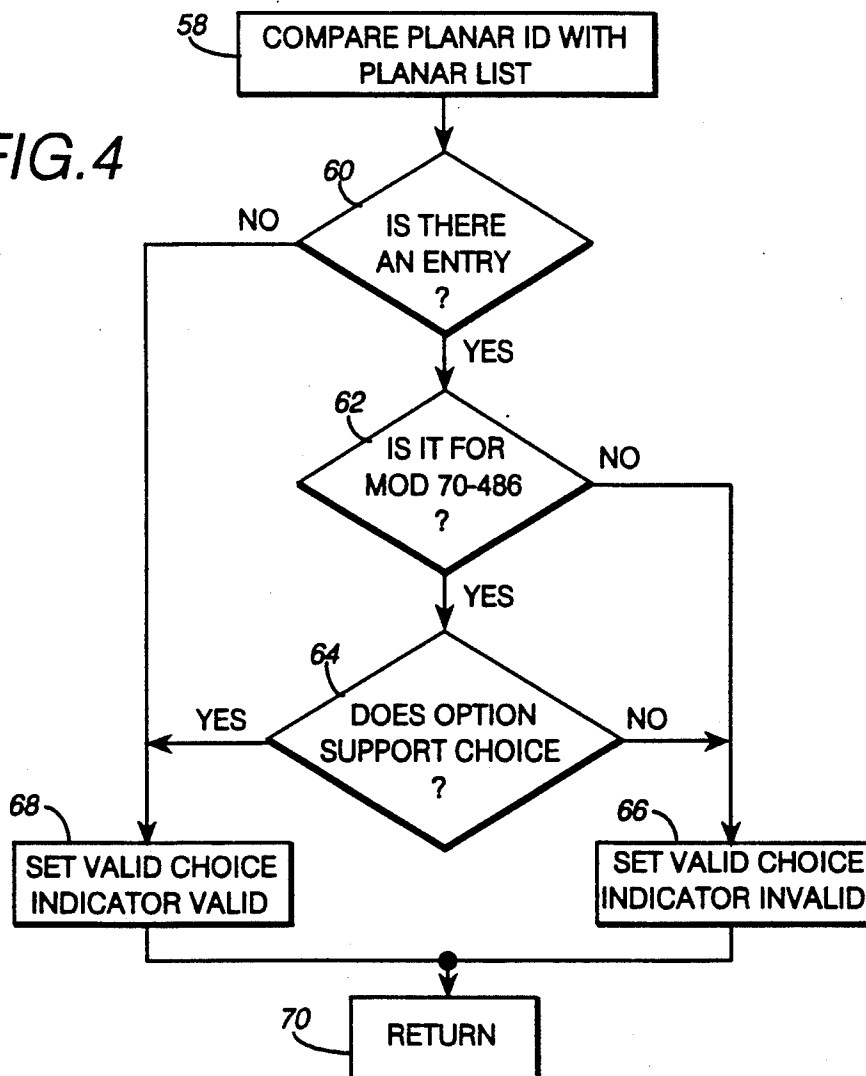 58
COMPARE PLANAR ID WITH
PLANAR LIST
FIG.4
60
NO
IS THERE
AN ENTRY
?
YES
62
IS IT FOR
MOD 70-486
?
NO
YES
64
YES
DOES OPTION
SUPPORT CHOICE
?
NO
68
SET VALID CHOICE
INDICATOR VALID
66
SET VALID CHOICE
INDICATOR INVALID
70
RETURN